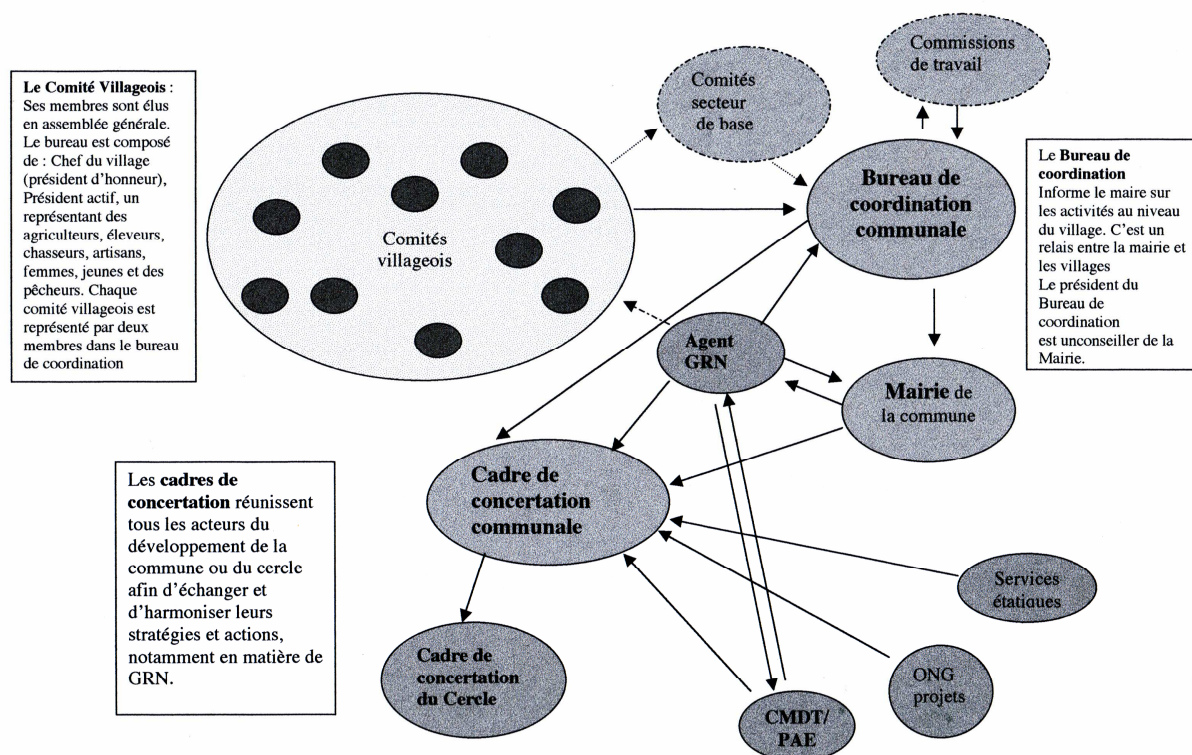 Le Comité Villageois :
Ses membres sont élus
en assemblée générale.
Le bureau est composé
de : Chef du village
(président d'honneur),
Président actif, un
représentant des
agriculteurs, éleveurs,
chasseurs, artisans,
femmes, jeunes et des
pêcheurs. Chaque
comité villageois est
représenté par deux
membres dans le bureau
de coordination
Comités
villageois
Comités
secteur
de base
Commissions
de travail
Bureau de
coordination
communale
Le Bureau de
coordination
Informe le maire sur
les activités au niveau
du village. C'est un
relais entre la mairie et
les villages
Le président du
Bureau de
coordination
est unconseiller de la
Mairie.
Agent
GRN
Mairie de
la commune
Cadre de
concertation
communale
Les cadres de
concertation réunissent
tous les acteurs du
développement de la
commune ou du cercle
afin d'échanger et
d'harmoniser leurs
stratégies et actions,
notamment en matière de
GRN.
Services
étatiques
Cadre de
concertation
du Cercle
ONG
projets
CMDT/
PAE